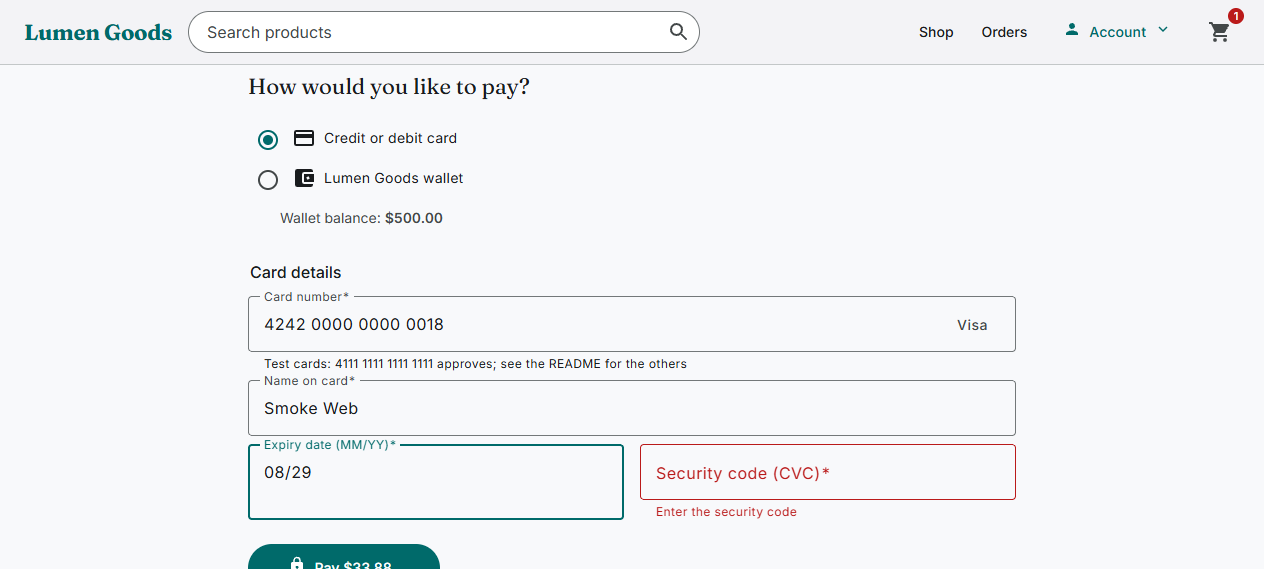 Lumen Goods
Search products
Shop
Orders
Account
1
How would you like to pay?
Credit or debit card
Lumen Goods wallet
Wallet balance: $500.00
Card details
Card number*
4242 0000 0000 0018
Visa
Test cards: 4111 1111 1111 1111 approves; see the README for the others
Name on card*
Smoke Web
Expiry date (MM/YY)*
08/29
Security code (CVC)*
Enter the security code
Pay $33.88